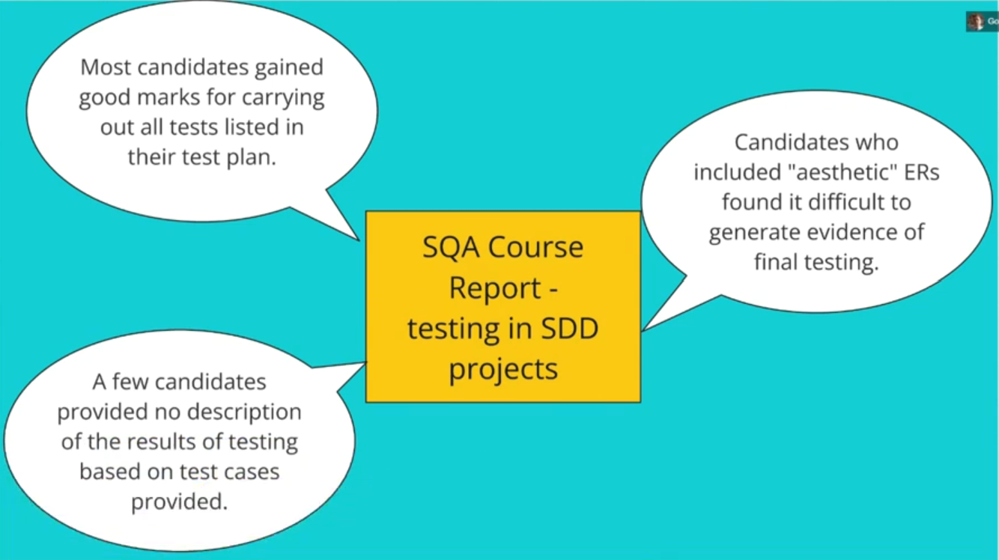 Most candidates gained
good marks for carrying
out all tests listed in
their test plan.
Candidates who
included "aesthetic" ERs
found it difficult to
generate evidence of
final testing.
SQA Course
Report -
testing in SDD
projects
A few candidates
provided no description
of the results of testing
based on test cases
provided.